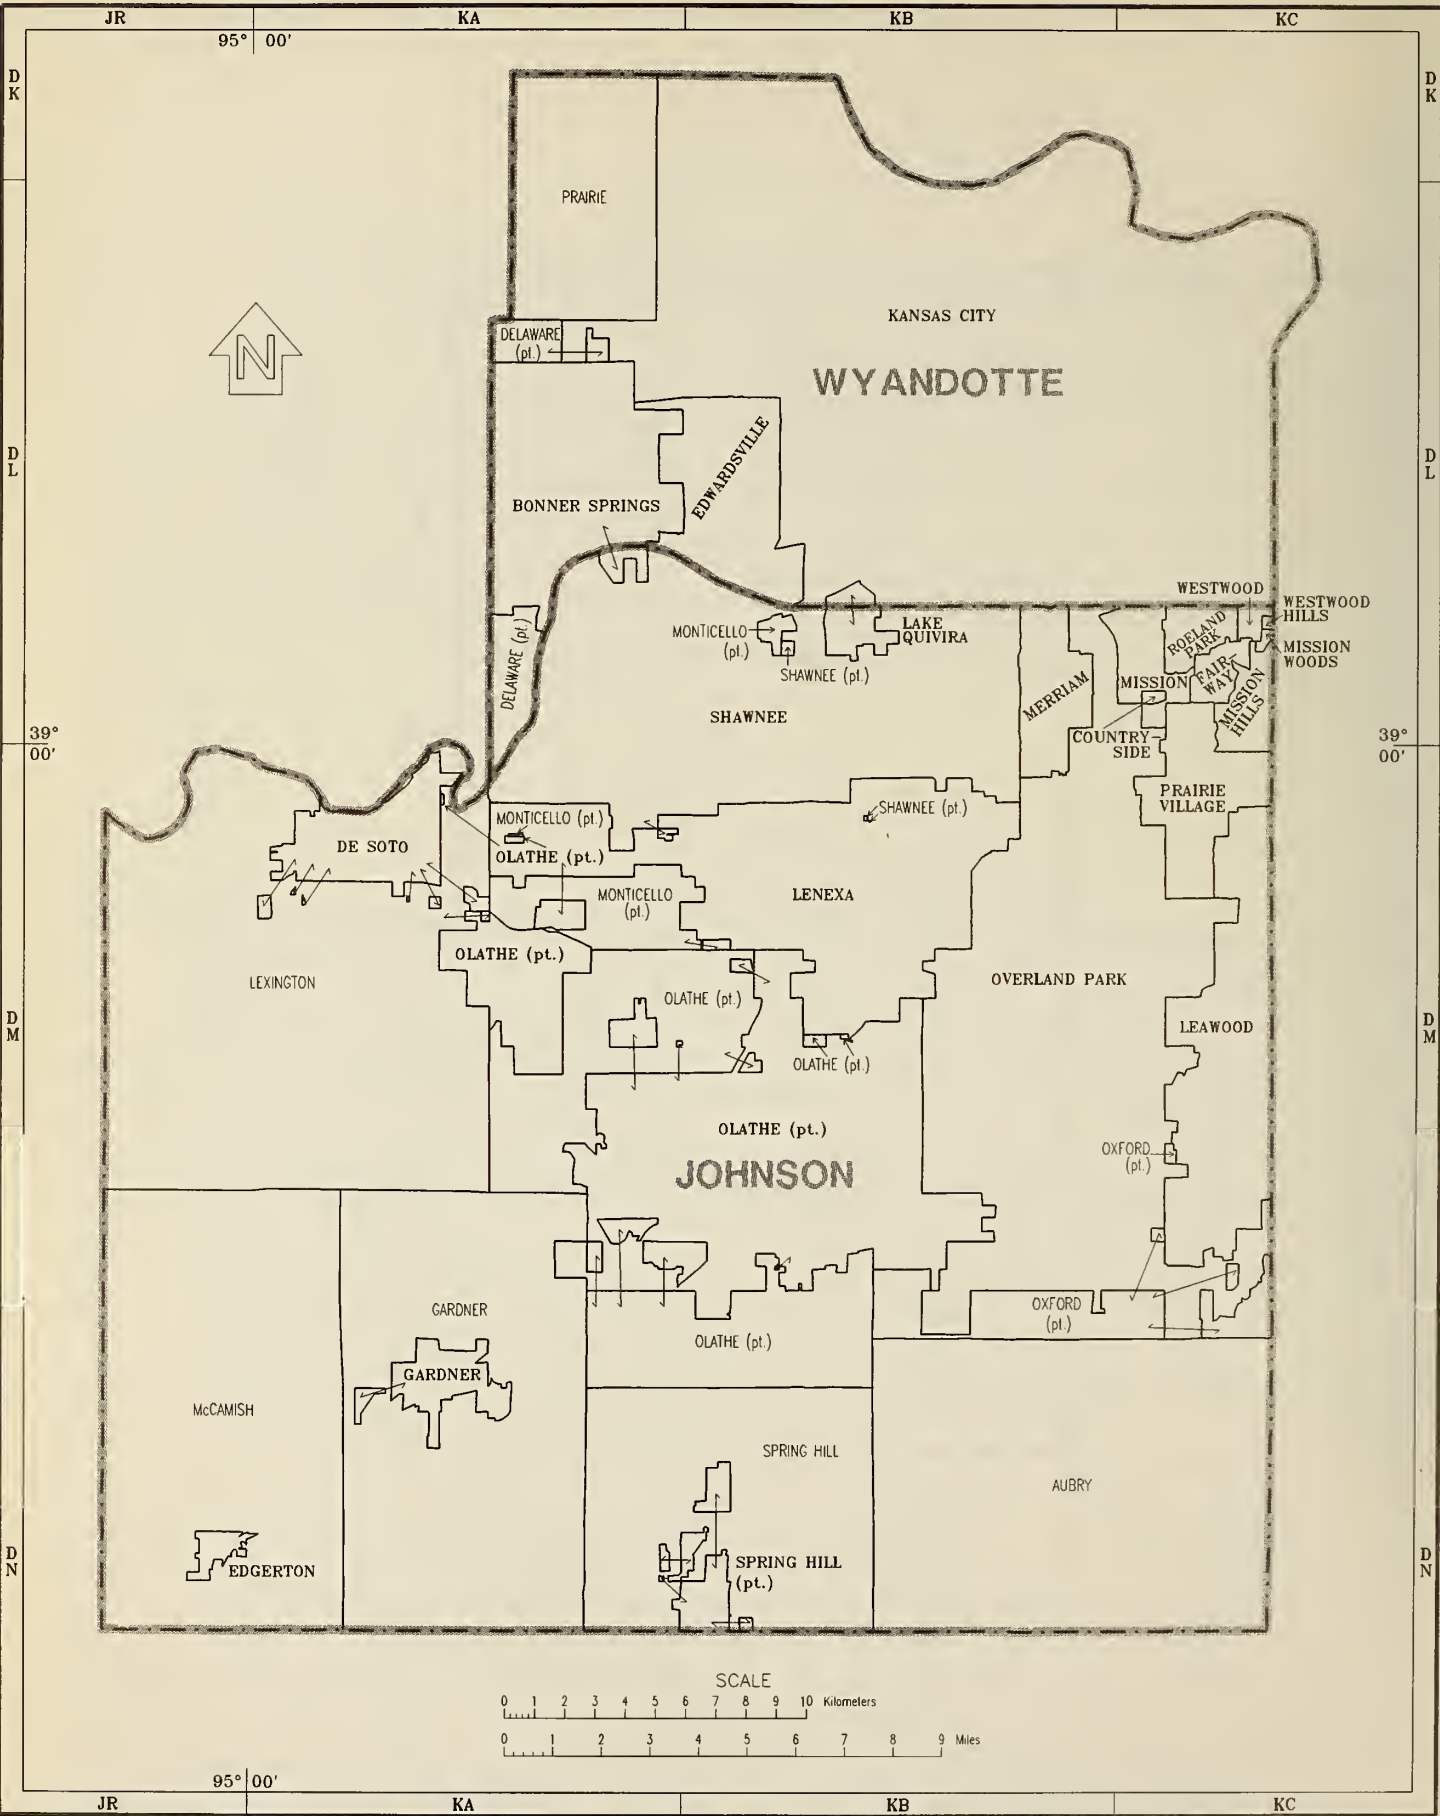 JR KA KB KC
95° 00'
D
K
D
K
PRAIRIE
KANSAS CITY
DELAWARE
(pt.)
N
WYANDOTTE
D
L
D
L
EDWARDSVILLE
BONNER SPRINGS
WESTWOOD
WESTWOOD
HILLS
MONTICELLO
(pt.)
LAKE
QUIVIRA
ROELAND
PARK
MISSION
WOODS
DELAWARE (pt.)
SHAWNEE (pt.)
FAIR-
WAY
MISSION
MERRIAM
MISSION
HILLS
SHAWNEE
39°
00'
COUNTRY-
SIDE
39°
00'
PRAIRIE
VILLAGE
MONTICELLO (pt.)
SHAWNEE (pt.)
DE SOTO
OLATHE (pt.)
MONTICELLO
(pt.)
LENEXA
OLATHE (pt.)
LEXINGTON
OVERLAND PARK
OLATHE (pt.)
D
M
LEAWOOD
D
M
OLATHE (pt.)
OLATHE (pt.)
OXFORD
(pt.)
JOHNSON
GARDNER
OXFORD
(pt.)
OLATHE (pt.)
GARDNER
McCAMISH
SPRING HILL
AUBRY
D
N
D
N
EDGERTON
SPRING HILL
(pt.)
SCALE
0 1 2 3 4 5 6 7 8 9 10 Kilometers
0 1 2 3 4 5 6 7 8 9 Miles
95° 00'
JR KA KB KC